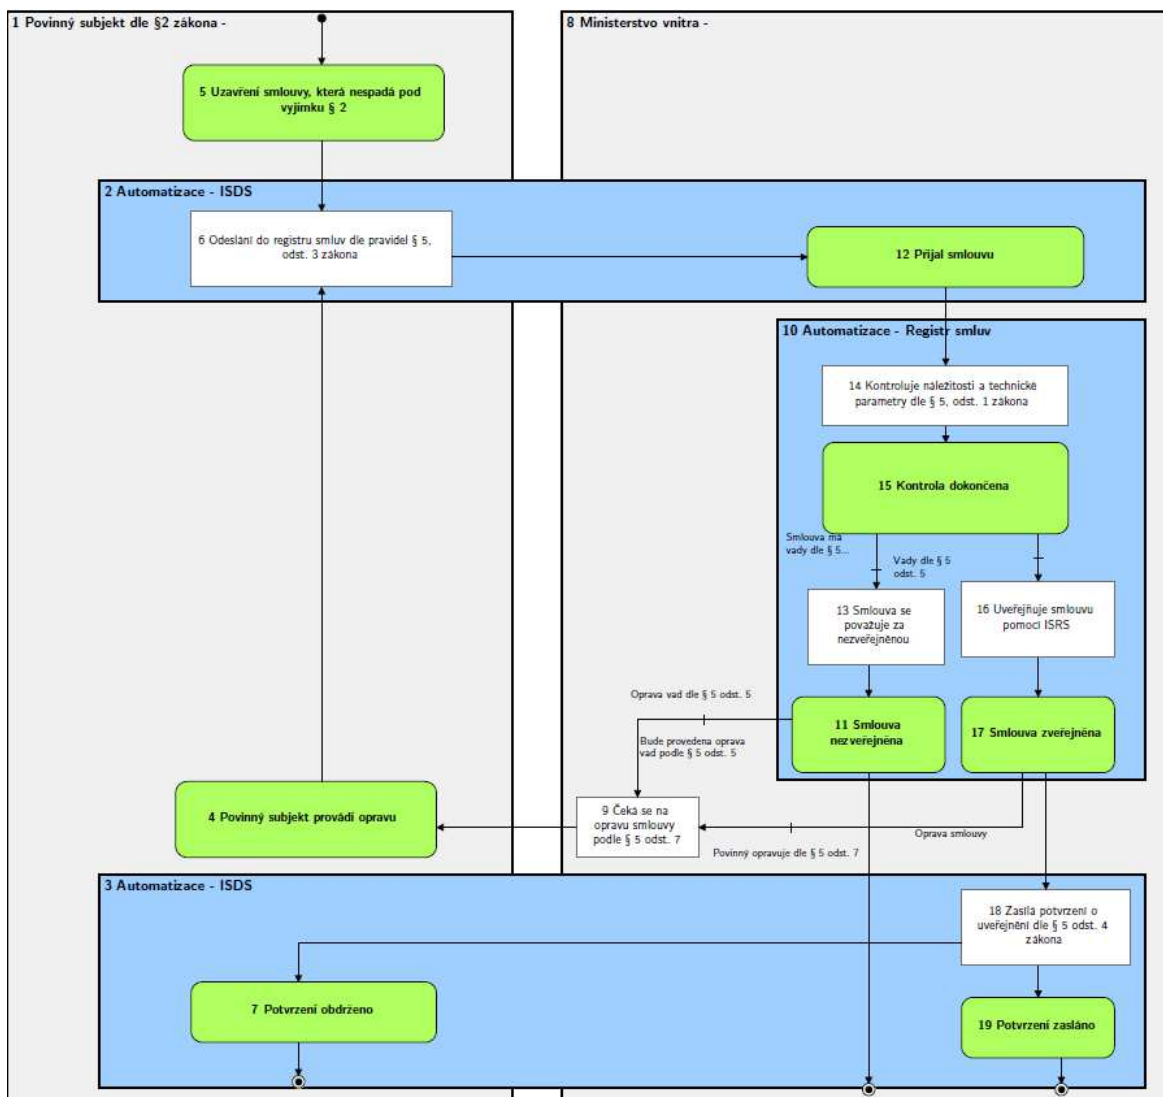 1 Povinný subjekt dle §2 zákona -
8 Ministerstvo vnitra -
5 Uzavření smlouvy, která nespadá pod
vyjímku § 2
2 Automatizace - ISDS
6 Odeslání do registru smluv dle pravidel § 5,
odst. 3 zákona
12 Přijal smlouvu
10 Automatizace - Registr smluv
14 Kontroluje náležitosti a technické
parametry dle § 5, odst. 1 zákona
15 Kontrola dokončena
Smlouva má
vady dle § 5...
Vady dle § 5
odst. 5
13 Smlouva se
považuje za
nezveřejněnou
16 Uveřejňuje smlouvu
pomocí ISRS
Oprava vad dle § 5 odst. 5
11 Smlouva
nezveřejněna
17 Smlouva zveřejněna
Bude provedena oprava
vad podle § 5 odst. 5
4 Povinný subjekt provádí opravu
9 Čeká se na
opravu smlouvy
podle § 5 odst. 7
Oprava smlouvy
Povinný opravuje dle § 5 odst. 7
3 Automatizace - ISDS
18 Zasílá potvrzení o
uveřejnění dle § 5 odst. 4
zákona
7 Potvrzení obdrženo
19 Potvrzení zasláno